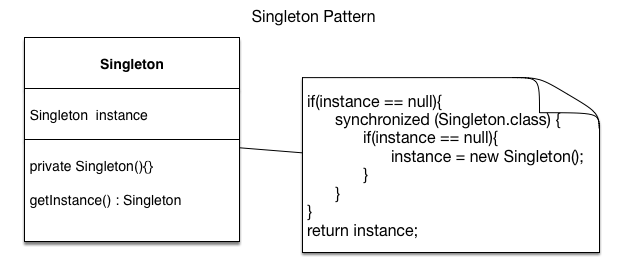 Singleton Pattern
Singleton
Singleton  instance
private Singleton(){}
getInstance() : Singleton
if(instance == null){
synchronized (Singleton.class) {
if(instance == null){
instance = new Singleton();
}
}
}
return instance;